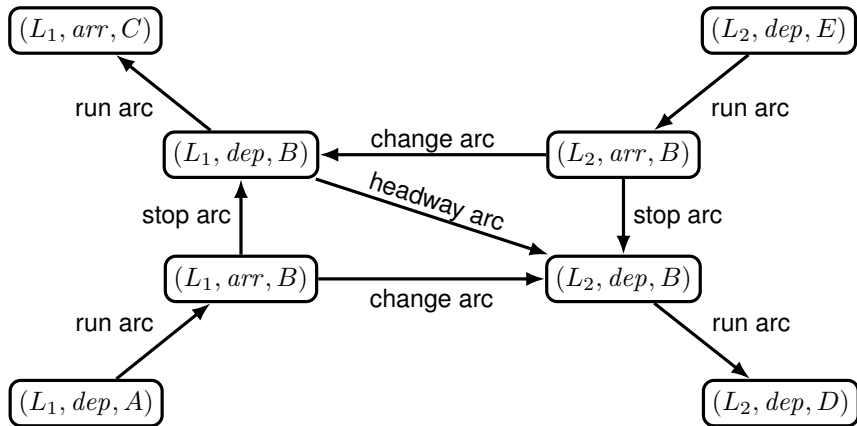 (L₁, arr, C)
(L₂, dep, E)
run arc
run arc
(L₁, dep, B)
change arc
(L₂, arr, B)
headway arc
stop arc
stop arc
(L₁, arr, B)
change arc
(L₂, dep, B)
run arc
run arc
(L₁, dep, A)
(L₂, dep, D)